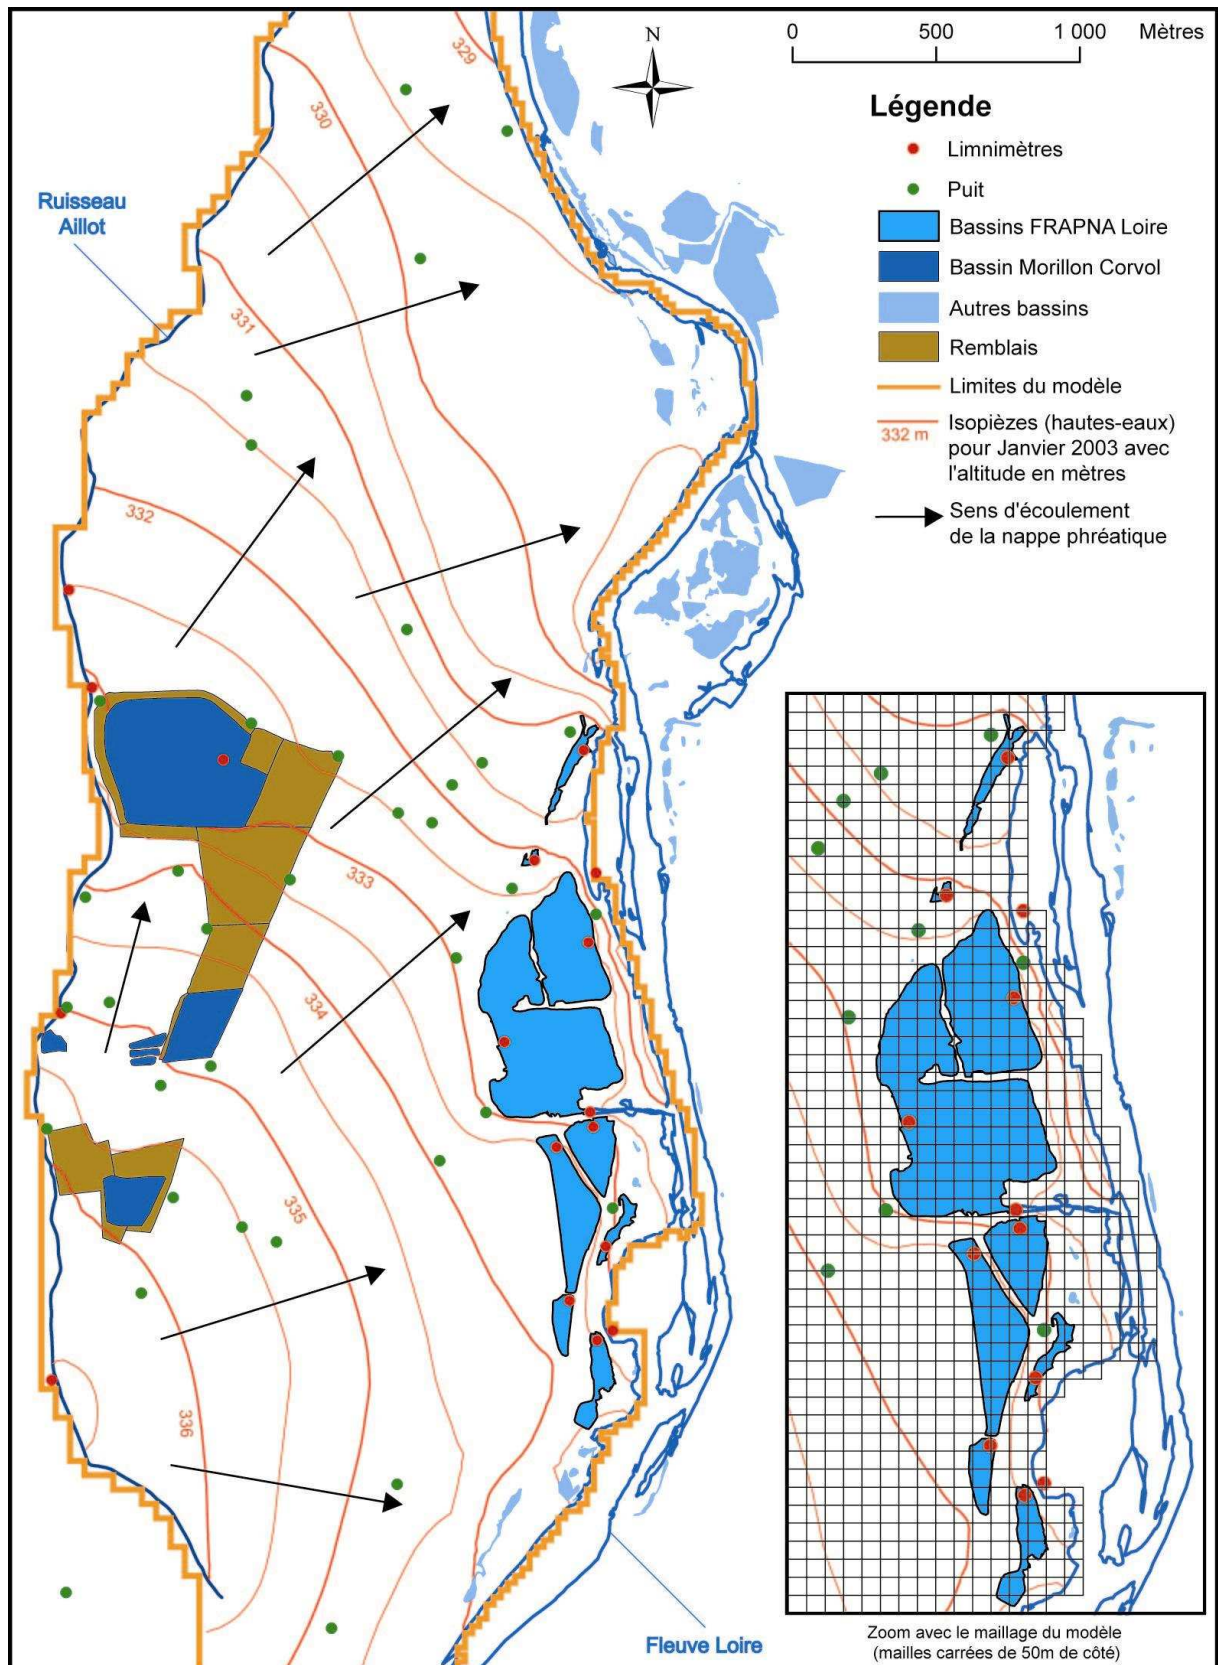 0 500 1 000 Mètres
N
Légende
Limnimètres
Puit
Bassins FRAPNA Loire
Bassin Morillon Corvol
Autres bassins
Remblais
Limites du modèle
332 m
Isopièzes (hautes-eaux)
pour Janvier 2003 avec
l'altitude en mètres
Sens d'écoulement
de la nappe phréatique
Ruisseau
Aillot
329
330
331
332
333
334
335
336
Fleuve Loire
Zoom avec le maillage du modèle
(mailles carrées de 50m de côté)